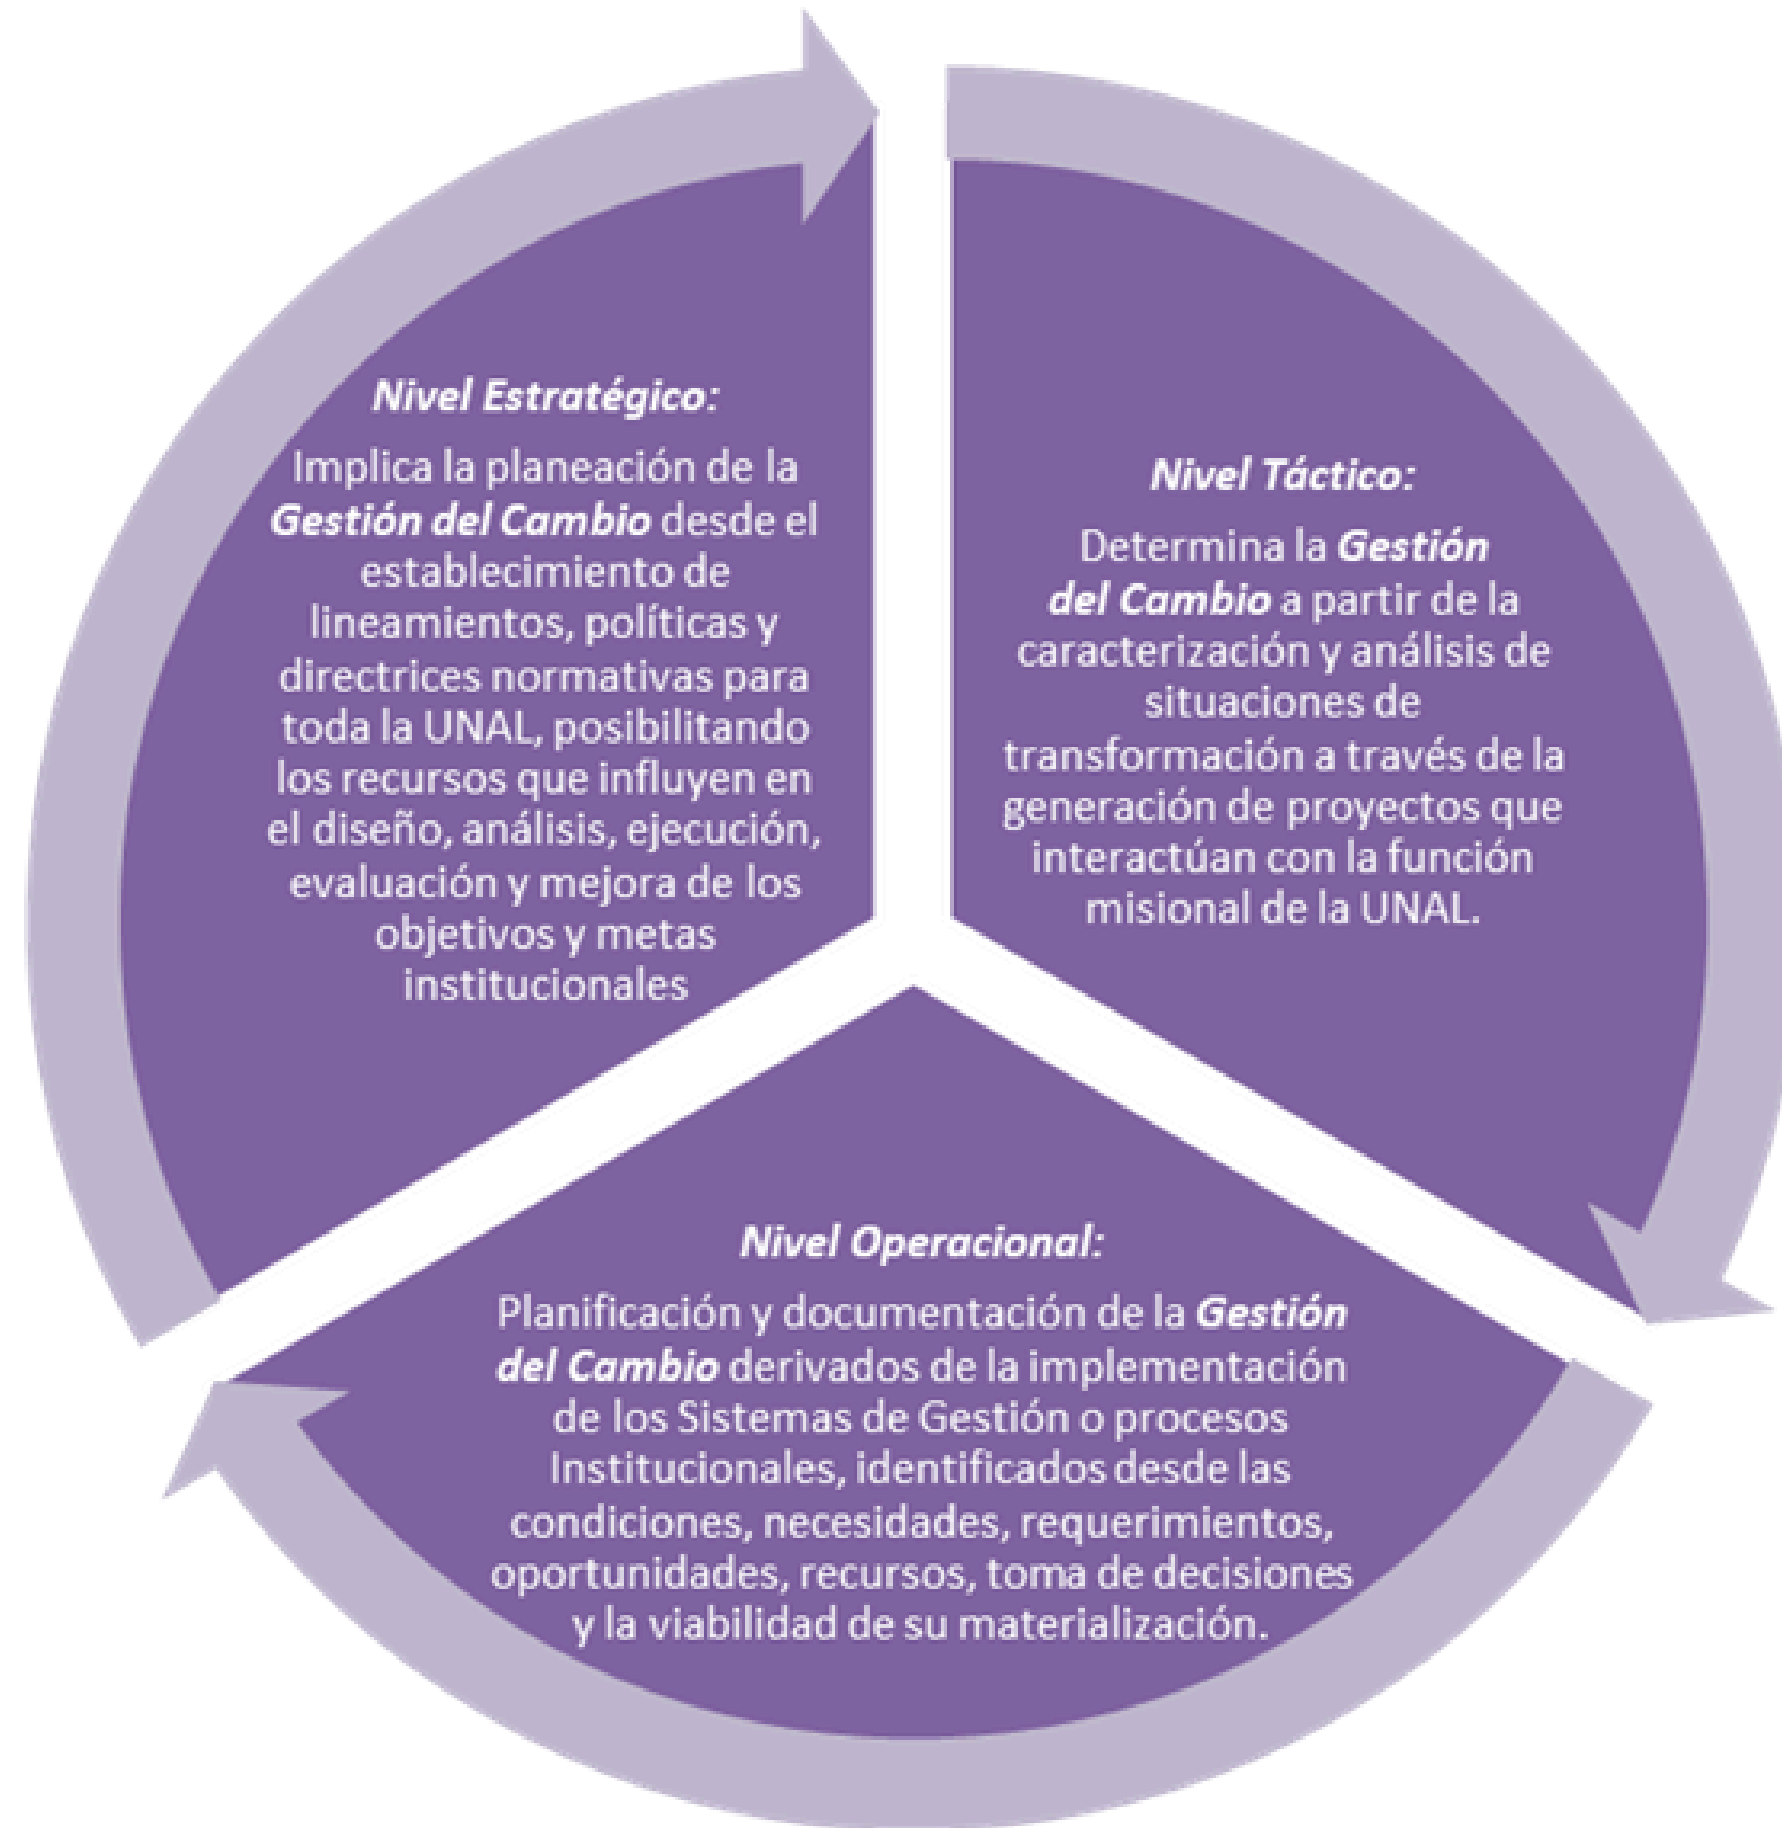 Nivel Estratégico:
Implica la planeación de la
Gestión del Cambio desde el
establecimiento de
lineamientos, políticas y
directrices normativas para
toda la UNAL, posibilitando
los recursos que influyen en
el diseño, análisis, ejecución,
evaluación y mejora de los
objetivos y metas
institucionales
Nivel Táctico:
Determina la Gestión
del Cambio a partir de la
caracterización y análisis de
situaciones de
transformación a través de la
generación de proyectos que
interactúan con la función
misional de la UNAL.
Nivel Operacional:
Planificación y documentación de la Gestión
del Cambio derivados de la implementación
de los Sistemas de Gestión o procesos
Institucionales, identificados desde las
condiciones, necesidades, requerimientos,
oportunidades, recursos, toma de decisiones
y la viabilidad de su materialización.